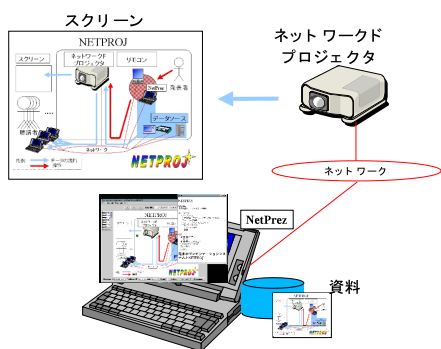 スクリーン
NETPROJ
スクリーン
ネットワークド
プロジェクタ
リモコン
NetPrez
発表者
データソース
聴講者
ネットワーク
NETPROJ
ネットワークド
プロジェクタ
ネットワーク
NetPrez
資料
NETPROJ
NETPROJ